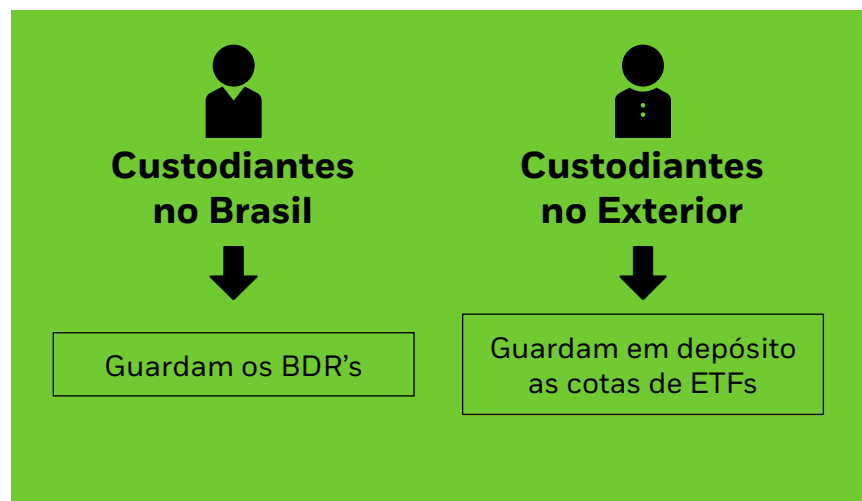 Custodiantes
no Brasil
Guardam os BDR’s
Custodiantes
no Exterior
Guardam em depósito
as cotas de ETFs